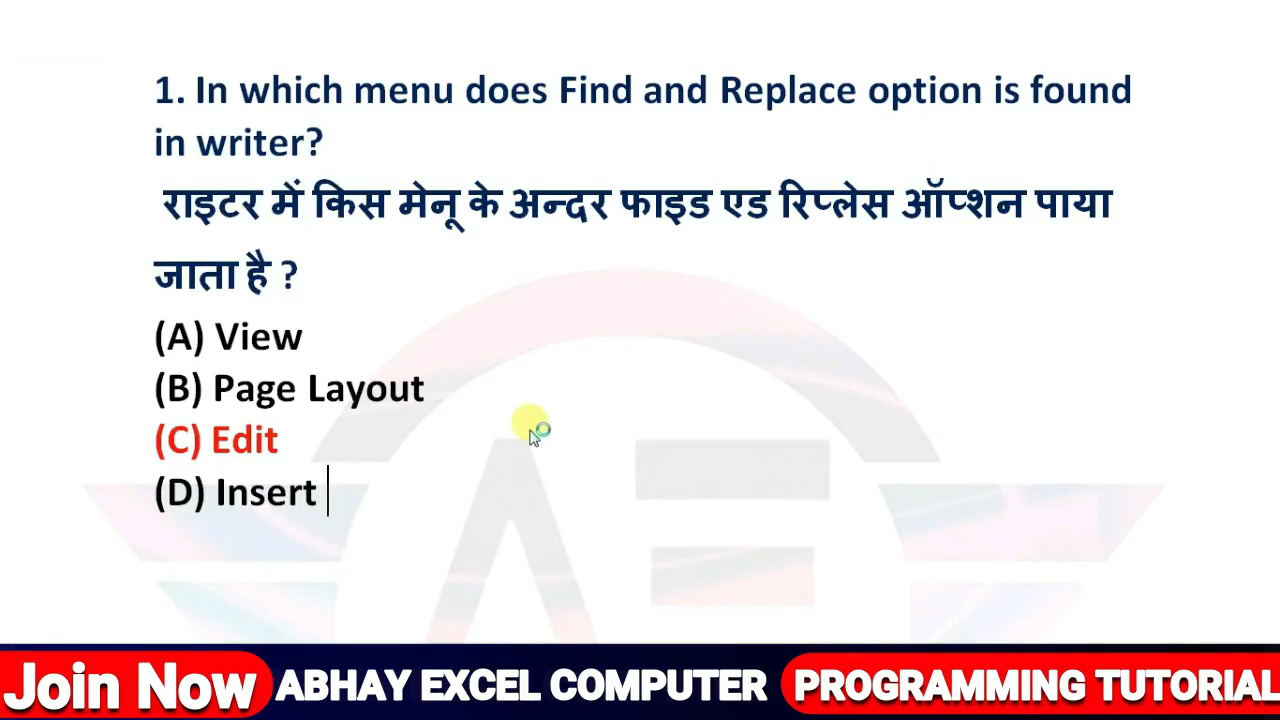 1. In which menu does Find and Replace option is found
in writer?
राइटर में किस मेनू के अन्दर फाइड एड रिप्लेस ऑप्शन पाया
जाता है ?
(A) View
(B) Page Layout
(C) Edit
(D) Insert
Join Now ABHAY EXCEL COMPUTER PROGRAMMING TUTORIAL